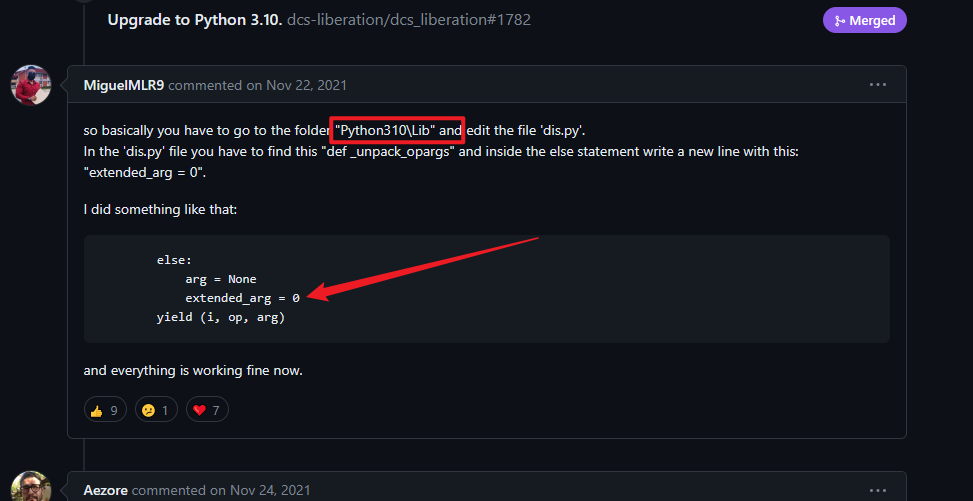 Upgrade to Python 3.10. dcs-liberation/dcs_liberation#1782
Merged
MiguelMLR9 commented on Nov 22, 2021
so basically you have to go to the folder "Python310\Lib" and edit the file 'dis.py'.
In the 'dis.py' file you have to find this "def _unpack_opargs" and inside the else statement write a new line with this:
"extended_arg = 0".
I did something like that:
else:
arg = None
extended_arg = 0
yield (i, op, arg)
and everything is working fine now.
👍 9 😕 1 ❤️ 7
Aezore commented on Nov 24, 2021